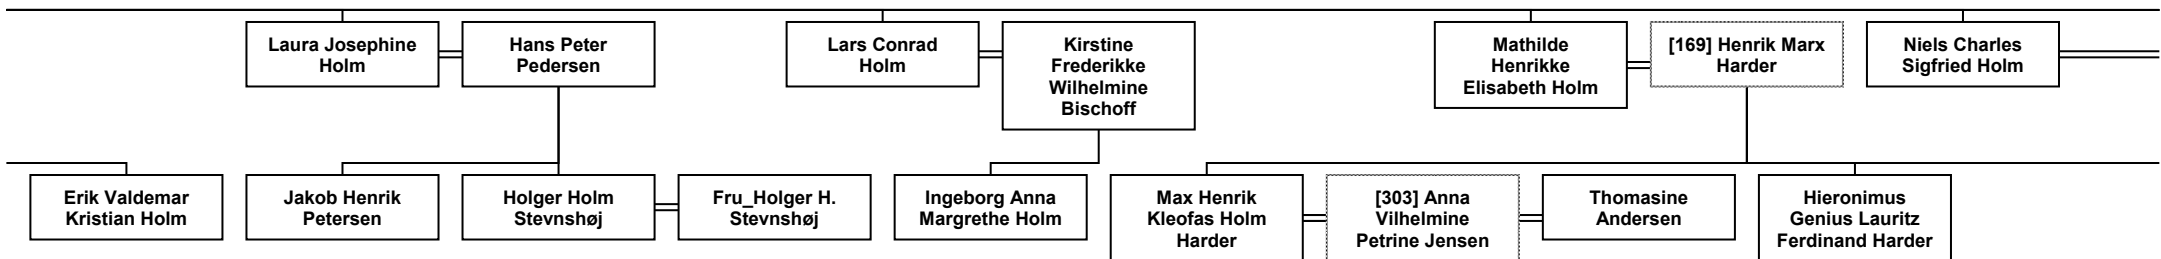 Laura Josephine
Holm
Hans Peter
Pedersen
Lars Conrad
Holm
Kirstine
Frederikke
Wilhelmine
Bischoff
Mathilde
Henrikke
Elisabeth Holm
[169] Henrik Marx
Harder
Niels Charles
Sigfried Holm
Erik Valdemar
Kristian Holm
Jakob Henrik
Petersen
Holger Holm
Stevnshøj
Fru_Holger H.
Stevnshøj
Ingeborg Anna
Margrethe Holm
Max Henrik
Kleofas Holm
Harder
[303] Anna
Vilhelmine
Petrine Jensen
Thomasine
Andersen
Hieronimus
Genius Lauritz
Ferdinand Harder